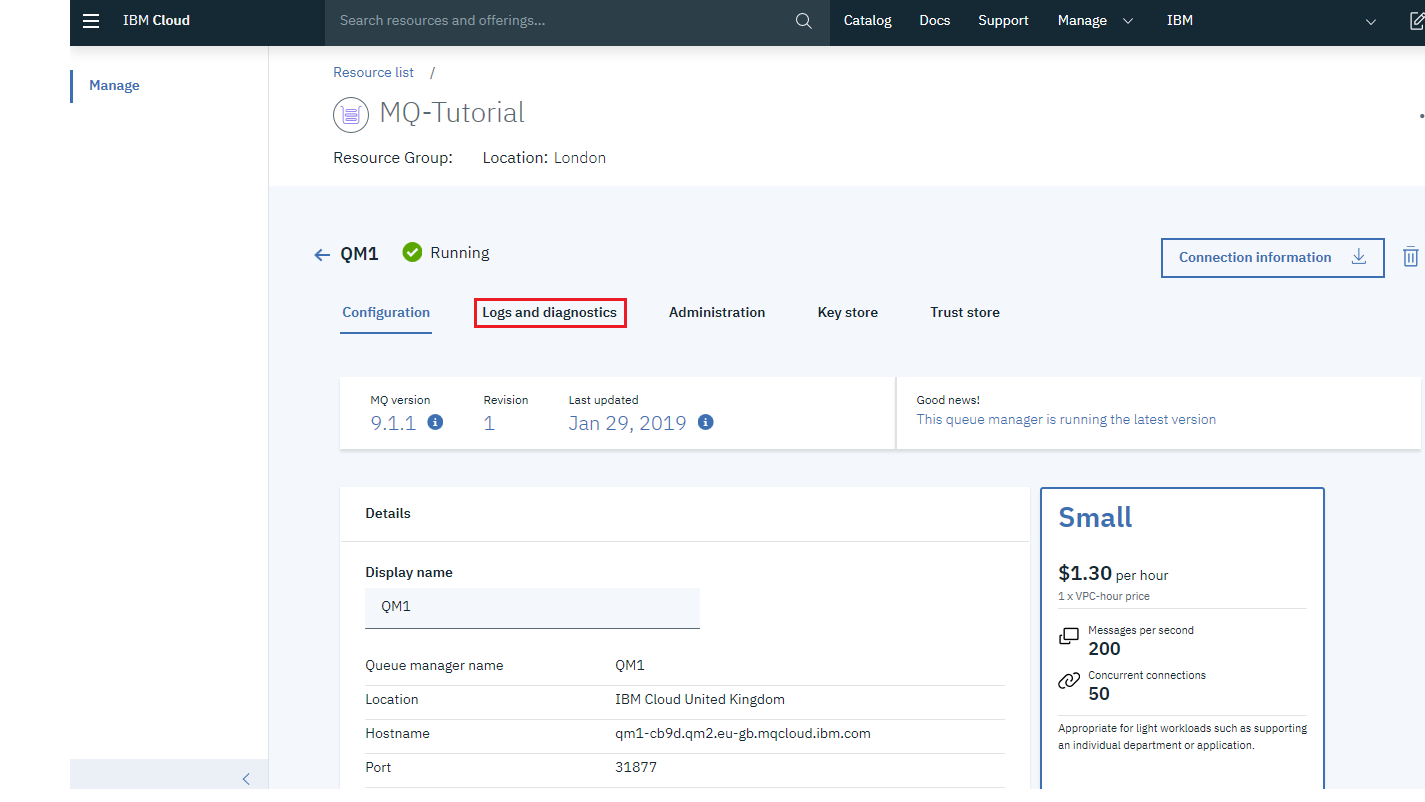 IBM Cloud Search resources and offerings... Catalog Docs Support Manage IBM
Manage
Resource list /
MQ-Tutorial
Resource Group: Location: London
QM1 Running
Connection information
Configuration Logs and diagnostics Administration Key store Trust store
MQ version Revision Last updated
9.1.1 1 Jan 29, 2019
Good news!
This queue manager is running the latest version
Details
Display name
QM1
Queue manager name QM1
Location IBM Cloud United Kingdom
Hostname qm1-cb9d.qm2.eu-gb.mqcloud.ibm.com
Port 31877
Small
$1.30 per hour
1 x VPC-hour price
Messages per second
200
Concurrent connections
50
Appropriate for light workloads such as supporting
an individual department or application.